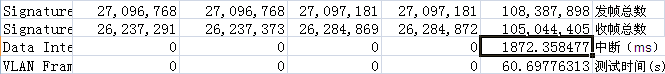 Signature 27,096,768 27,096,768 27,097,181 27,097,181 108,387,898 发帧总数
Signature 26,237,291 26,237,373 26,284,869 26,284,872 105,044,405 收帧总数
Data Inte 0 0 0 0 1872.358477 中断（ms）
VLAN Fram 0 0 0 0 60.69776313 测试时间(s)